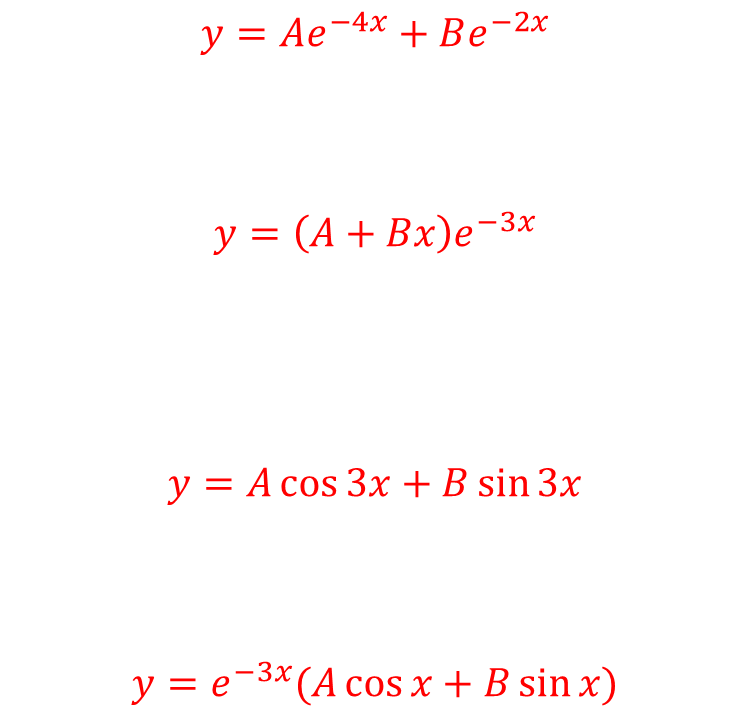 y = Ae⁻⁴ˣ + Be⁻²ˣ
y = (A + Bx)e⁻³ˣ
y = A cos 3x + B sin 3x
y = e⁻³ˣ(A cos x + B sin x)